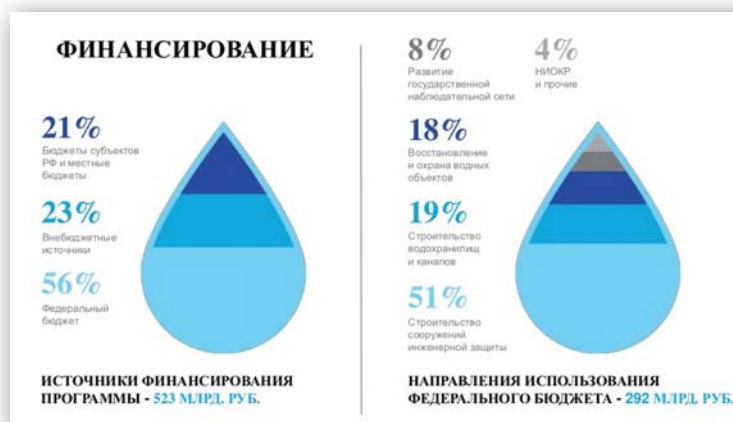 ФИНАНСИРОВАНИЕ
21%
Бюджеты субъектов
РФ и местные
бюджеты
23%
Внебюджетные
источники
56%
Федеральный
бюджет
ИСТОЧНИКИ ФИНАНСИРОВАНИЯ
ПРОГРАММЫ - 523 МЛРД. РУБ.
8%
Развитие
государственной
наблюдательной сети
4%
НИОКР
и прочие
18%
Восстановление
и охрана водных
объектов
19%
Строительство
водохранилищ
и каналов
51%
Строительство
сооружений
инженерной защиты
НАПРАВЛЕНИЯ ИСПОЛЬЗОВАНИЯ
ФЕДЕРАЛЬНОГО БЮДЖЕТА - 292 МЛРД. РУБ.